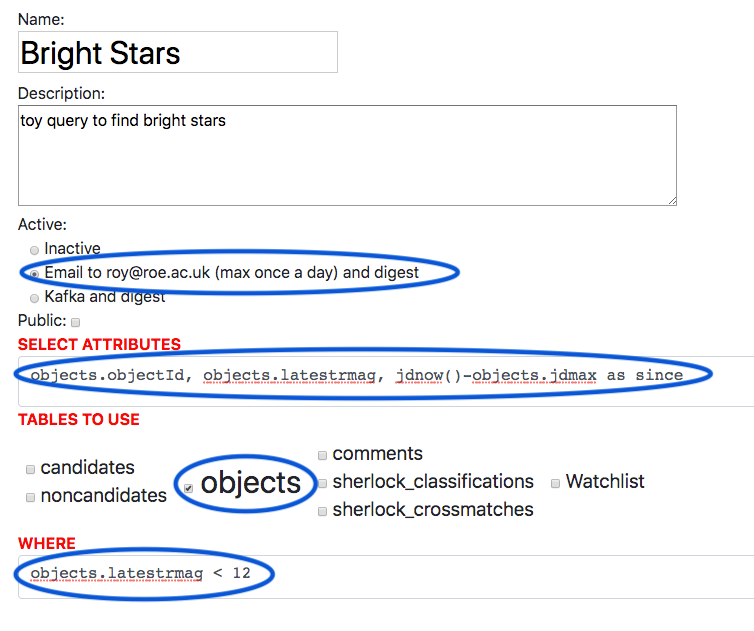 Name:
Bright Stars
Description:
toy query to find bright stars
Active:
Inactive
Email to roy@roe.ac.uk (max once a day) and digest
Kafka and digest
Public:
SELECT ATTRIBUTES
objects.objectId, objects.latestrmag, jdnow()-objects.jdmax as since
TABLES TO USE
candidates
noncandidates
objects
comments
sherlock_classifications
sherlock_crossmatches
Watchlist
WHERE
objects.latestrmag < 12